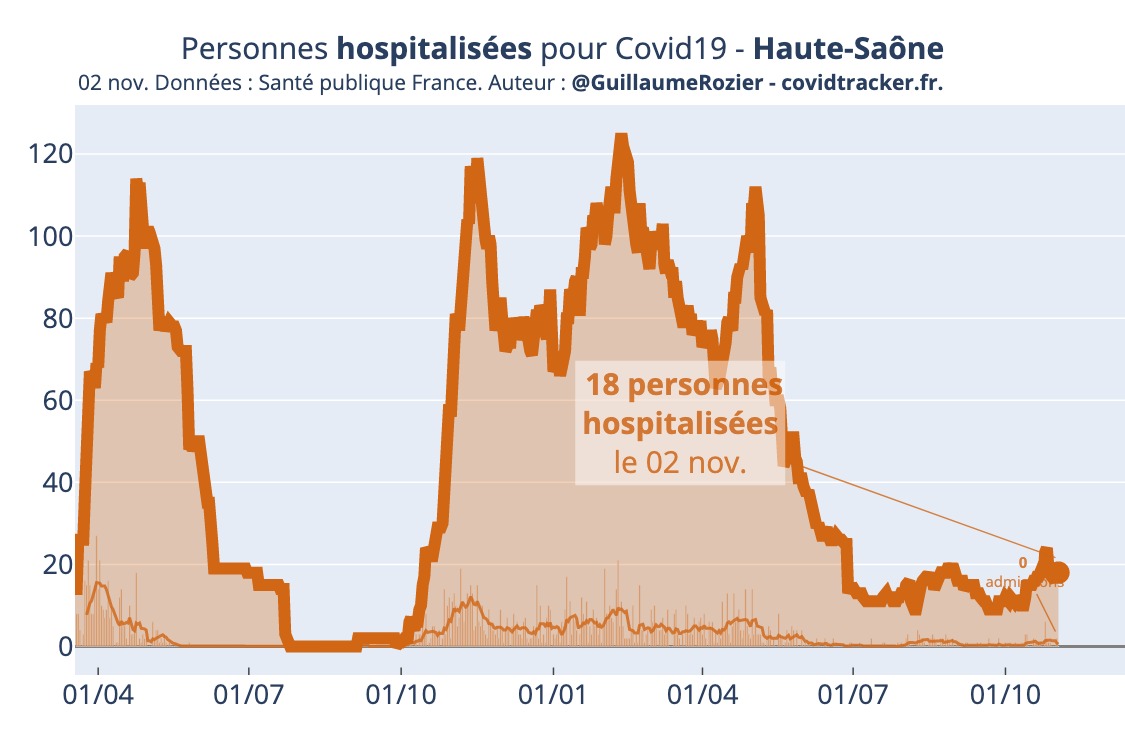 Personnes hospitalisées pour Covid19 - Haute-Saône
02 nov. Données : Santé publique France. Auteur : @GuillaumeRozier - covidtracker.fr.
120
100
80
60
40
20
0
18 personnes
hospitalisées
le 02 nov.
0
admissions
01/04 01/07 01/10 01/01 01/04 01/07 01/10